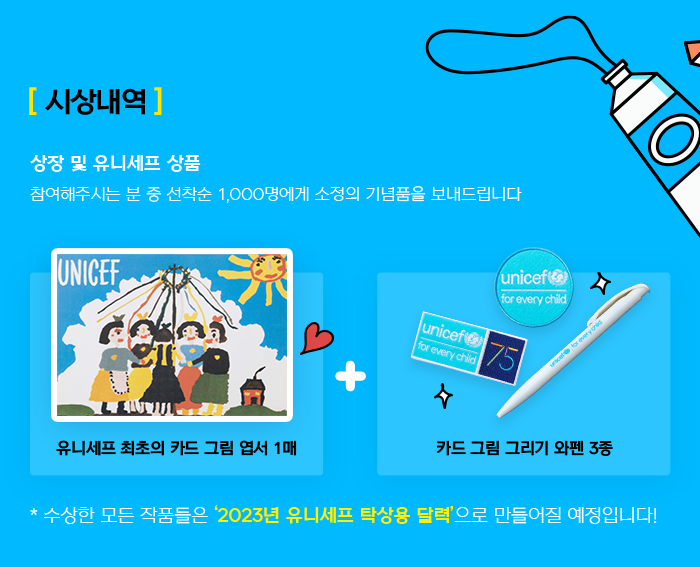 [ 시상내역 ]
상장 및 유니세프 상품
참여해주시는 분 중 선착순 1,000명에게 소정의 기념품을 보내드립니다
UNICEF
unicef
for every child
unicef
for every child
75
unicef for every child
유니세프 최초의 카드 그림 엽서 1매
카드 그림 그리기 와펜 3종
* 수상한 모든 작품들은 ‘2023년 유니세프 탁상용 달력’으로 만들어질 예정입니다!